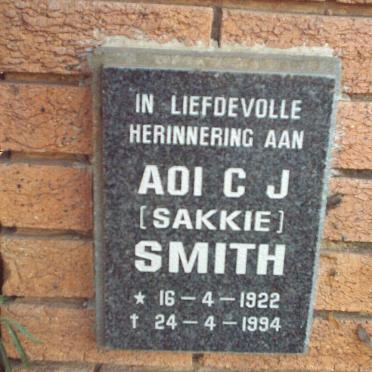 IN LIEFDEVOLLE
HERINNERING AAN
AOI C J
[SAKKIE]
SMITH
★ 16-4-1922
† 24-4-1994